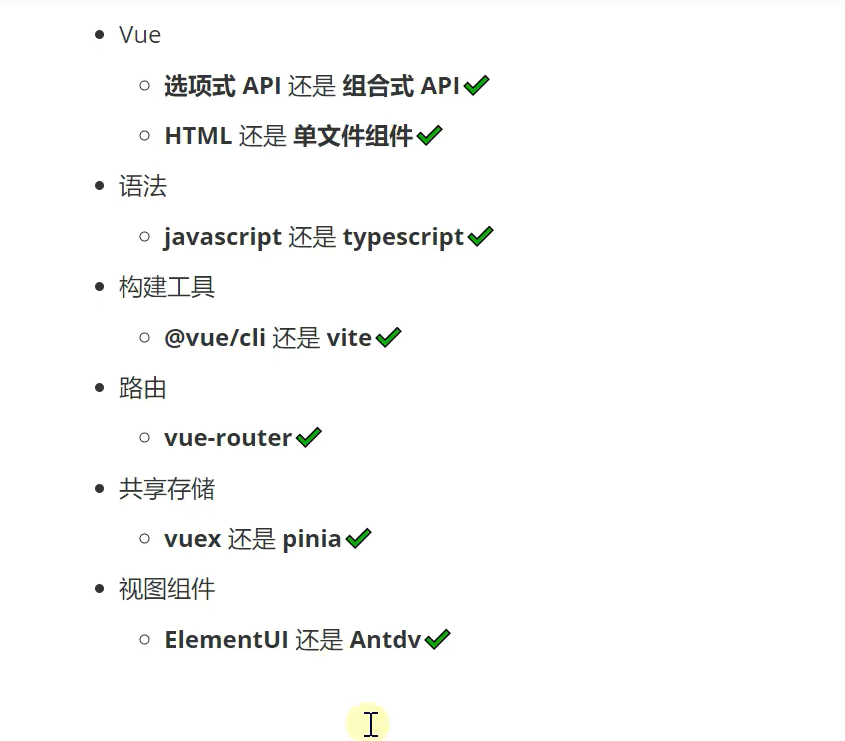 Vue
选项式 API 还是 组合式 API✔
HTML 还是 单文件组件✔
语法
javascript 还是 typescript✔
构建工具
@vue/cli 还是 vite✔
路由
vue-router✔
共享存储
vuex 还是 pinia✔
视图组件
ElementUI 还是 Antdv✔